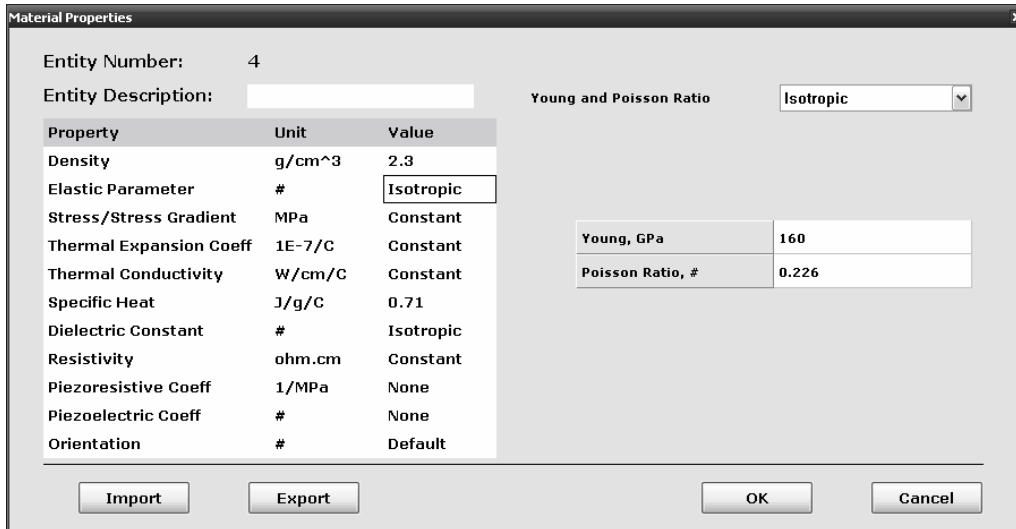 Material Properties
Entity Number: 4
Entity Description:
Young and Poisson Ratio Isotropic
Property Unit Value
Density g/cm^3 2.3
Elastic Parameter # Isotropic
Stress/Stress Gradient MPa Constant
Thermal Expansion Coeff 1E-7/C Constant
Thermal Conductivity W/cm/C Constant
Specific Heat J/g/C 0.71
Dielectric Constant # Isotropic
Resistivity ohm.cm Constant
Piezoresistive Coeff 1/MPa None
Piezoelectric Coeff # None
Orientation # Default
Young, GPa 160
Poisson Ratio, # 0.226
Import Export OK Cancel